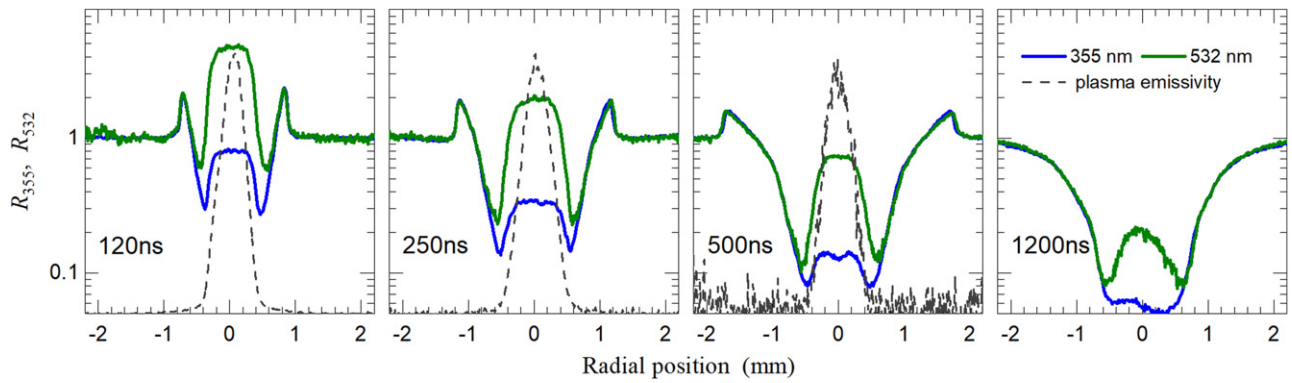 355 nm 532 nm
plasma emissivity
R355, R532
1
0.1
120ns 250ns 500ns 1200ns
-2 -1 0 1 2 -2 -1 0 1 2 -2 -1 0 1 2 -2 -1 0 1 2
Radial position (mm)